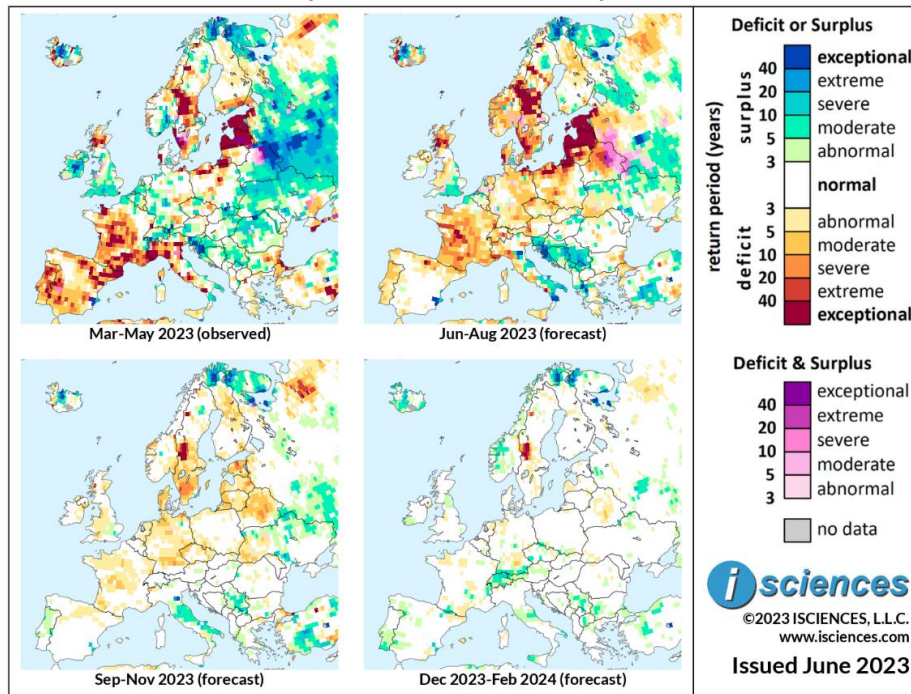 Mar-May 2023 (observed)
Jun-Aug 2023 (forecast)
Sep-Nov 2023 (forecast)
Dec 2023-Feb 2024 (forecast)
Deficit or Surplus
return period (years)
surplus
deficit
exceptional
40
extreme
20
severe
10
moderate
5
abnormal
3
normal
3
abnormal
5
moderate
10
severe
20
extreme
40
exceptional
Deficit & Surplus
exceptional
40
extreme
20
severe
10
moderate
5
abnormal
3
no data
i sciences
©2023 ISCIENCES, L.L.C.
www.isciences.com
Issued June 2023